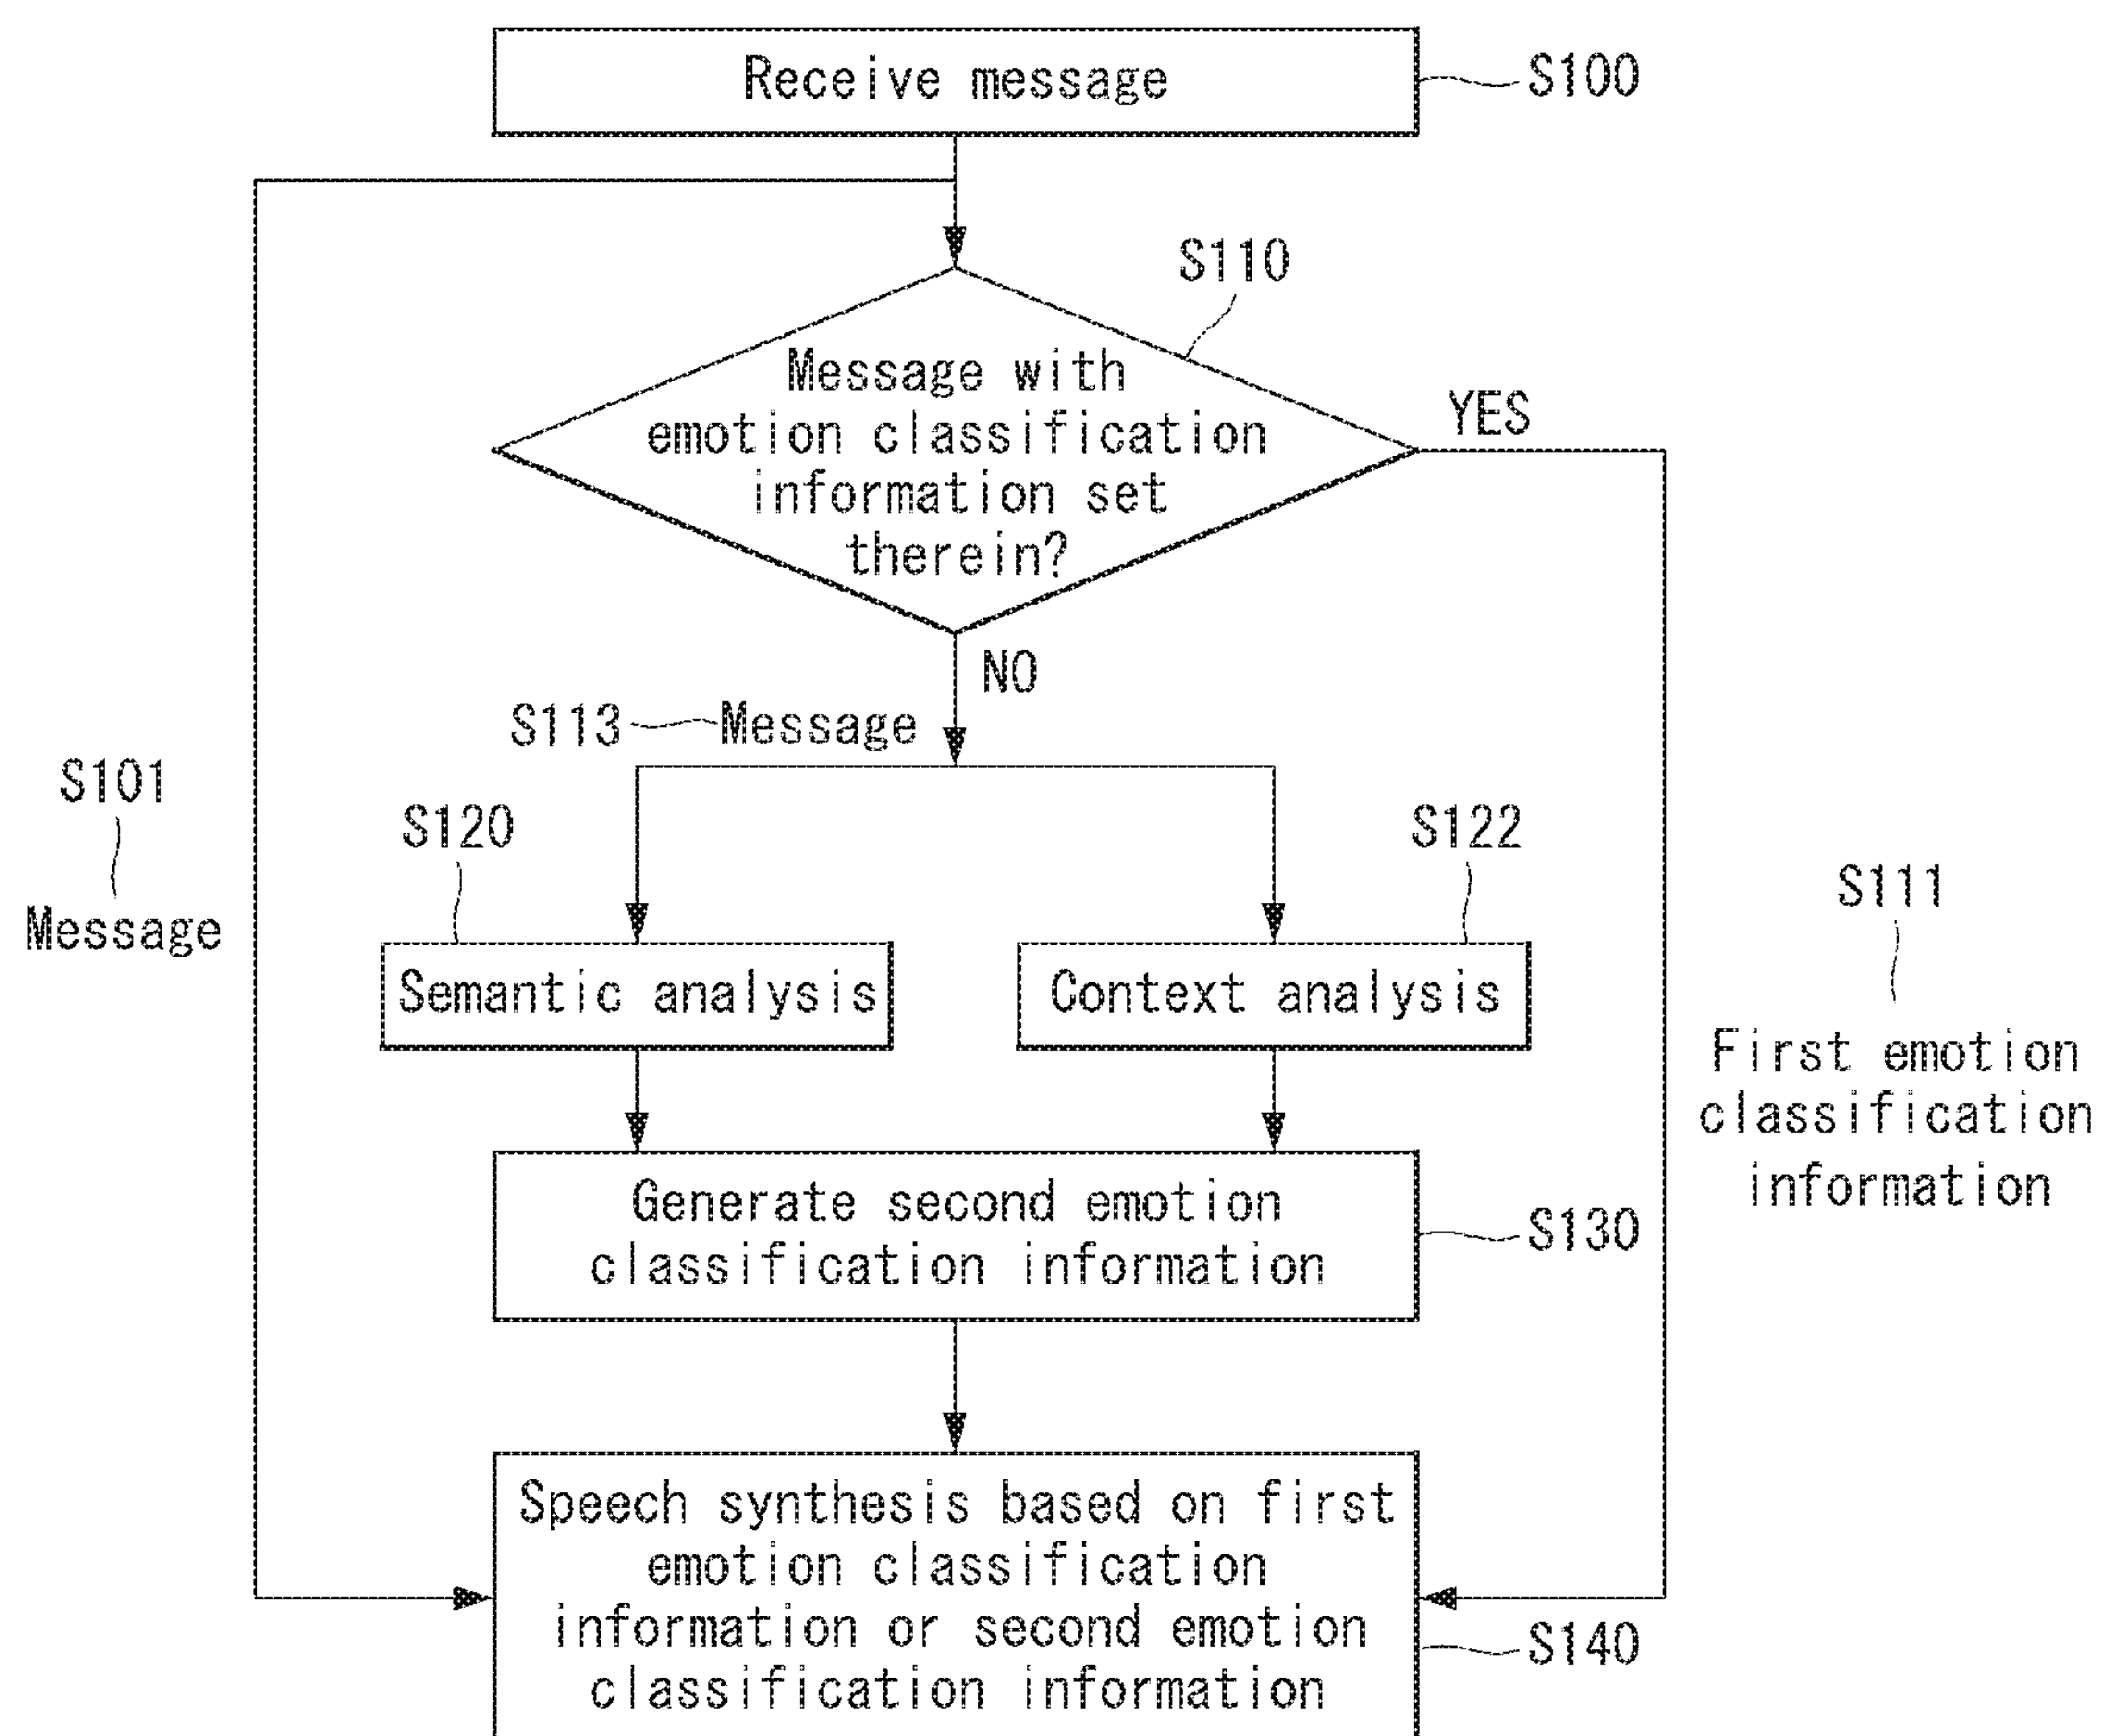 Receive message
S100
S110
Message with
emotion classification
information set
therein?
YES
NO
S113
Message
S101
Message
S120
S122
Semantic analysis
Context analysis
S111
First emotion
classification
information
Generate second emotion
classification information
S130
Speech synthesis based on first
emotion classification
information or second emotion
classification information
S140